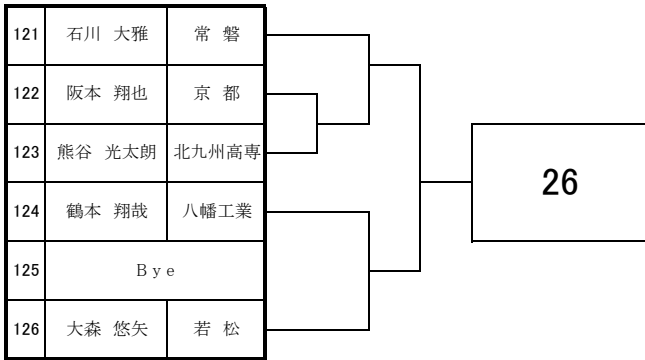 121 石川 大雅 常 磐
122 阪本 翔也 京 都
123 熊谷 光太朗 北九州高専
26
124 鶴本 翔哉 八幡工業
125 Bye
126 大森 悠矢 若 松